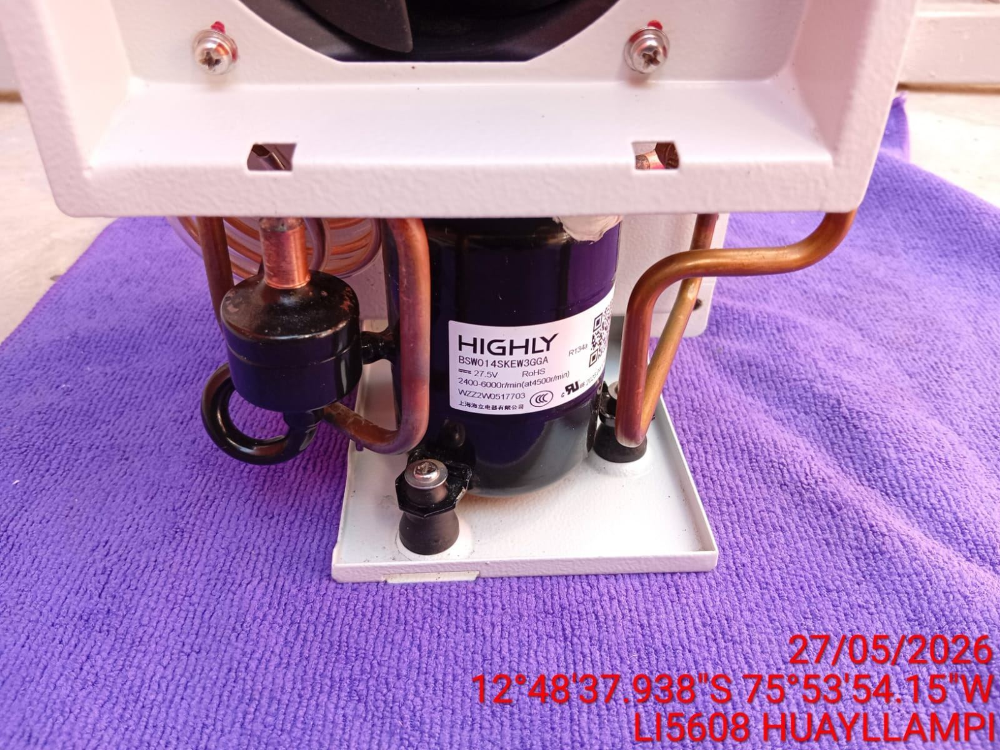 HIGHLY
BSW014SKEW3GGA
R134a
27.5V RoHS
2400-6000r/min(at4500r/min)
WZZ2W0517703
上海海立电器有限公司
27/05/2026
12°48'37.938"S 75°53'54.15"W
LI5608 HUAYLLAMPI